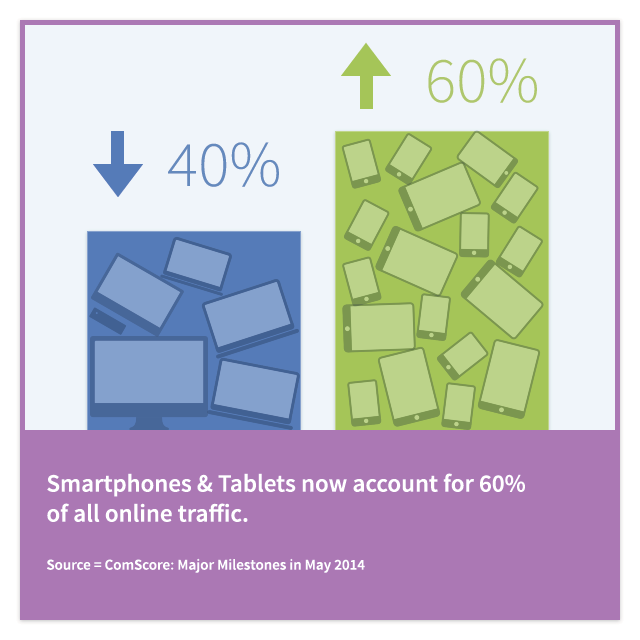 60%
40%
Smartphones & Tablets now account for 60%
of all online traffic.
Source = ComScore: Major Milestones in May 2014